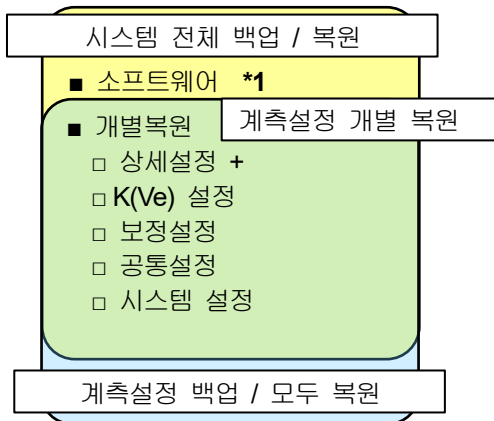 시스템 전체 백업 / 복원
■ 소프트웨어 *1
■ 개별복원
계측설정 개별 복원
□ 상세설정 +
□ K(Ve) 설정
□ 보정설정
□ 공통설정
□ 시스템 설정
계측설정 백업 / 모두 복원